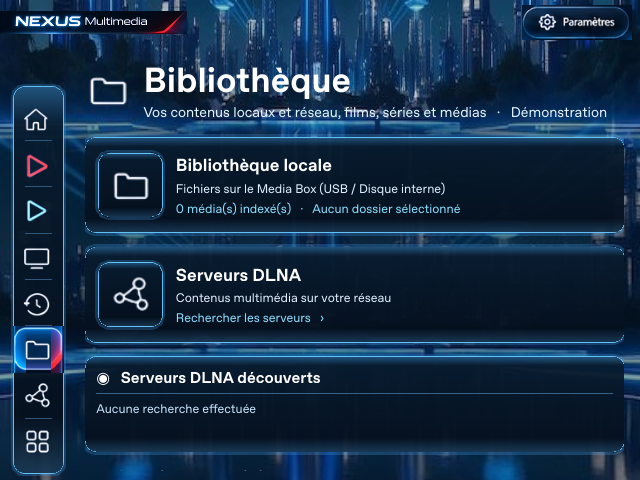 NEXUS Multimedia
Paramètres
Bibliothèque
Vos contenus locaux et réseau, films, séries et médias · Démonstration
Bibliothèque locale
Fichiers sur le Media Box (USB / Disque interne)
0 média(s) indexé(s) · Aucun dossier sélectionné
Serveurs DLNA
Contenus multimédia sur votre réseau
Rechercher les serveurs ›
Serveurs DLNA découverts
Aucune recherche effectuée